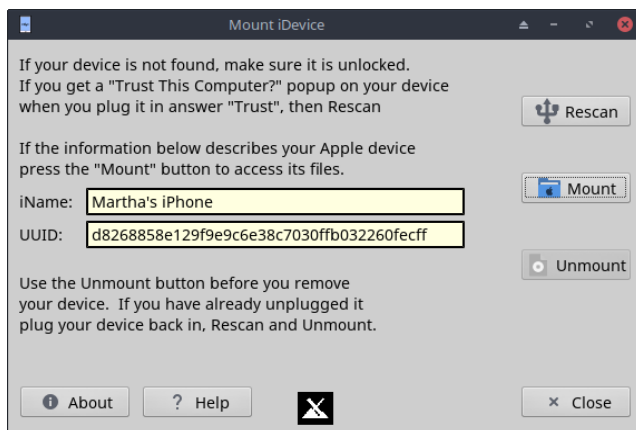 Mount iDevice
If your device is not found, make sure it is unlocked.
If you get a "Trust This Computer?" popup on your device
when you plug it in answer "Trust", then Rescan
Rescan
If the information below describes your Apple device
press the "Mount" button to access its files.
Mount
iName: Martha's iPhone
UUID: d8268858e129f9e9c6e38c7030ffb032260fecff
Unmount
Use the Unmount button before you remove
your device. If you have already unplugged it
plug your device back in, Rescan and Unmount.
About
? Help
Close